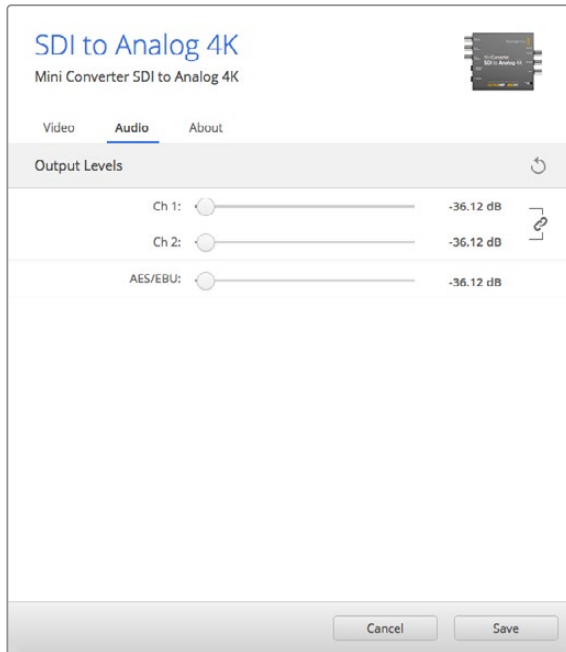 SDI to Analog 4K
Mini Converter SDI to Analog 4K
Video Audio About
Output Levels
Ch 1: -36.12 dB
Ch 2: -36.12 dB
AES/EBU: -36.12 dB
Cancel Save